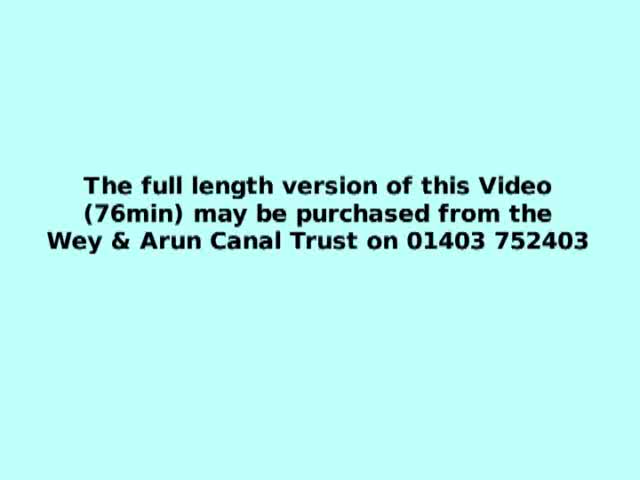 The full length version of this Video
(76min) may be purchased from the
Wey & Arun Canal Trust on 01403 752403